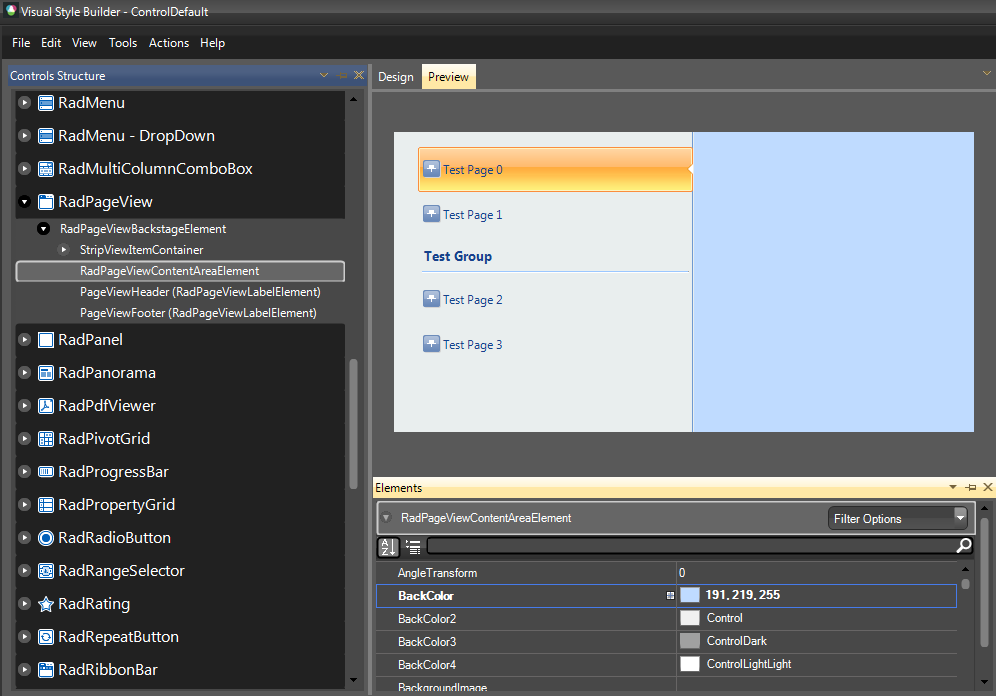 Visual Style Builder - ControlDefault
File Edit View Tools Actions Help
Controls Structure
RadMenu
RadMenu - DropDown
RadMultiColumnComboBox
RadPageView
RadPageViewBackstageElement
StripViewItemContainer
RadPageViewContentAreaElement
PageViewHeader (RadPageViewLabelElement)
PageViewFooter (RadPageViewLabelElement)
RadPanel
RadPanorama
RadPdfViewer
RadPivotGrid
RadProgressBar
RadPropertyGrid
RadRadioButton
RadRangeSelector
RadRating
RadRepeatButton
RadRibbonBar
Design Preview
Test Page 0
Test Page 1
Test Group
Test Page 2
Test Page 3
Elements
RadPageViewContentAreaElement
Filter Options
AngleTransform 0
BackColor 191, 219, 255
BackColor2 Control
BackColor3 ControlDark
BackColor4 ControlLightLight
BackgroundImage